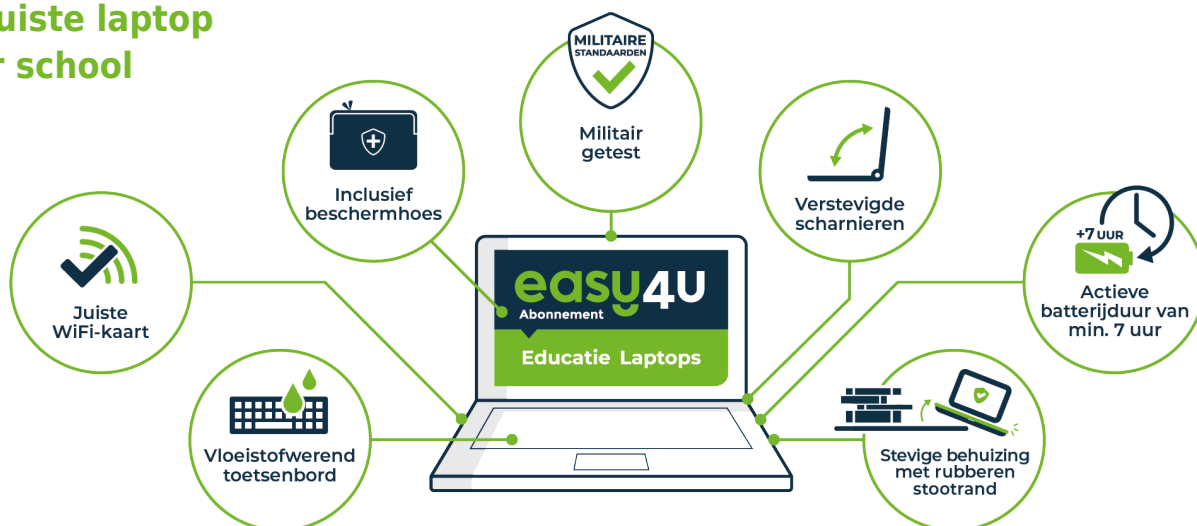 uiste laptop
r school
MILITAIRE
STANDAARDEN
Militair
getest
Inclusief
beschermhoes
Verstevigde
scharnieren
Juiste
WiFi-kaart
+7 UUR
Actieve
batterijduur van
min. 7 uur
easy4u
Abonnement
Educatie Laptops
Vloeistofwerend
toetsenbord
Stevige behuizing
met rubberen
stootrand